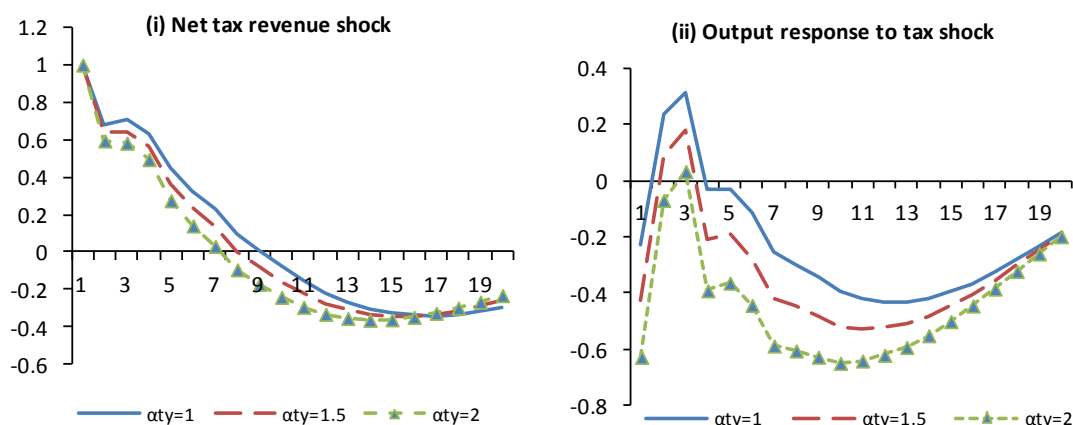 (i) Net tax revenue shock
1.2
1
0.8
0.6
0.4
0.2
0
-0.2
-0.4
-0.6
1 3 5 7 9 11 13 15 17 19
αty=1 αty=1.5 αty=2
(ii) Output response to tax shock
0.4
0.2
0
-0.2
-0.4
-0.6
-0.8
1 3 5 7 9 11 13 15 17 19
αty=1 αty=1.5 αty=2